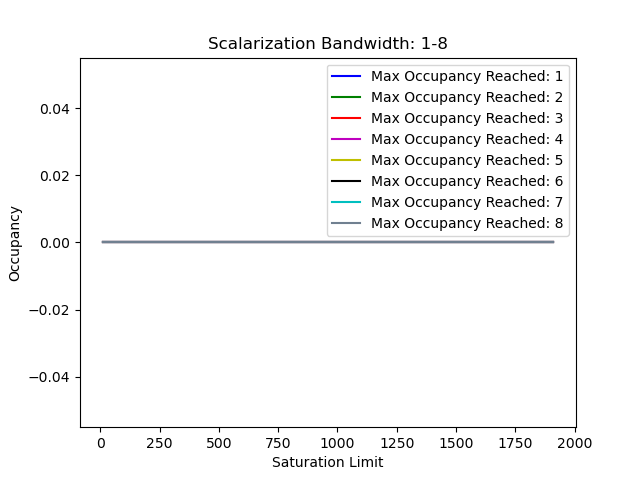 Scalarization Bandwidth: 1-8
Max Occupancy Reached: 1
Max Occupancy Reached: 2
Max Occupancy Reached: 3
Max Occupancy Reached: 4
Max Occupancy Reached: 5
Max Occupancy Reached: 6
Max Occupancy Reached: 7
Max Occupancy Reached: 8
Occupancy
0.04
0.02
0.00
−0.02
−0.04
0 250 500 750 1000 1250 1500 1750 2000
Saturation Limit